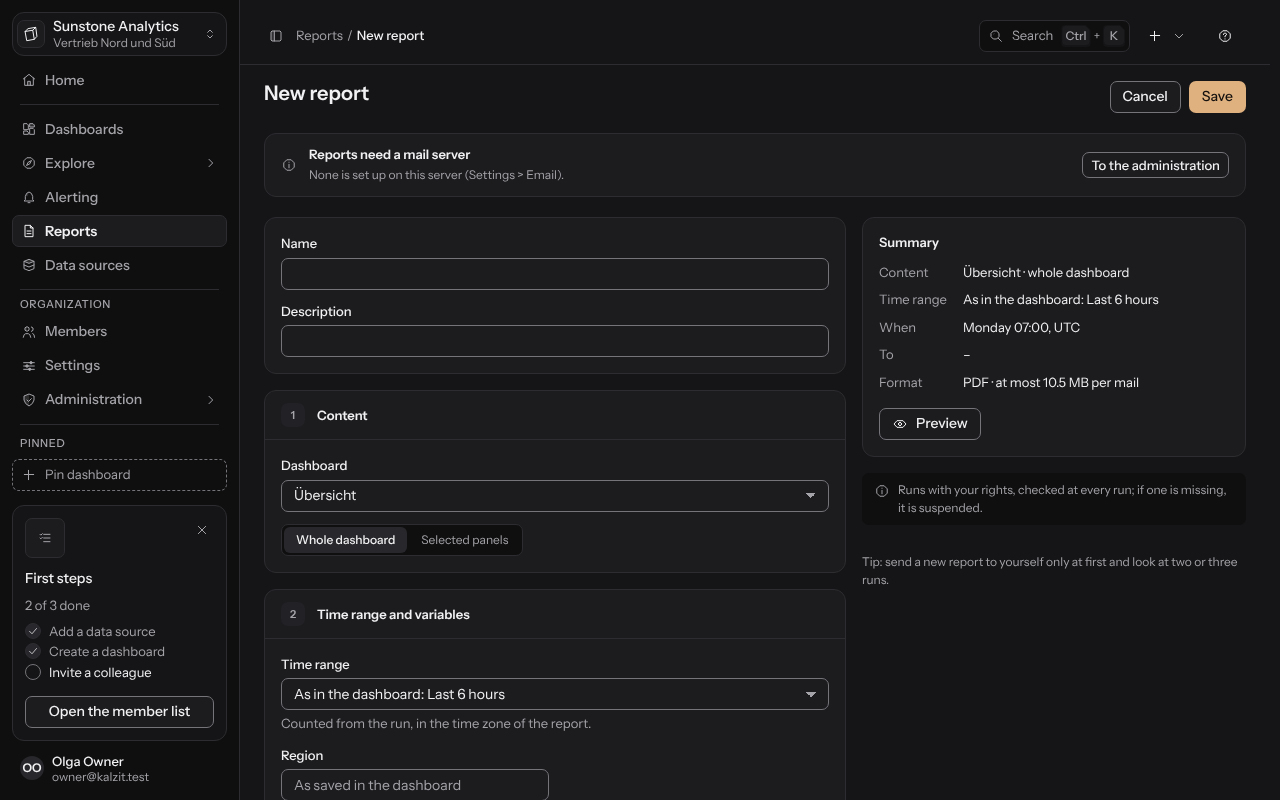 Sunstone Analytics
Vertrieb Nord und Süd
Home
Dashboards
Explore
Alerting
Reports
Data sources
ORGANIZATION
Members
Settings
Administration
PINNED
Pin dashboard
First steps
2 of 3 done
Add a data source
Create a dashboard
Invite a colleague
Open the member list
OO
Olga Owner
owner@kalzit.test
Reports / New report
Search Ctrl + K
New report
Cancel
Save
Reports need a mail server
None is set up on this server (Settings > Email).
To the administration
Name
Description
1 Content
Dashboard
Übersicht
Whole dashboard
Selected panels
2 Time range and variables
Time range
As in the dashboard: Last 6 hours
Counted from the run, in the time zone of the report.
Region
As saved in the dashboard
Summary
Content Übersicht · whole dashboard
Time range As in the dashboard: Last 6 hours
When Monday 07:00, UTC
To –
Format PDF · at most 10.5 MB per mail
Preview
Runs with your rights, checked at every run; if one is missing,
it is suspended.
Tip: send a new report to yourself only at first and look at two or three
runs.